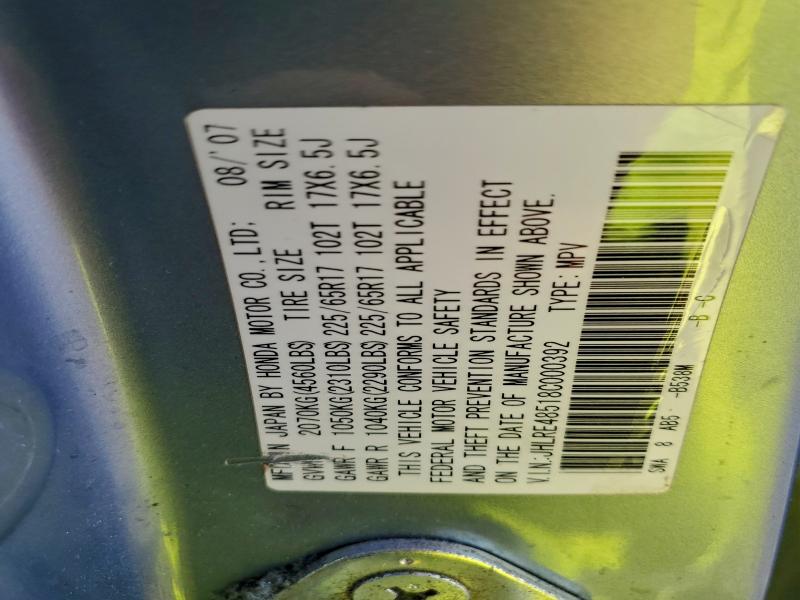 IN JAPAN BY HONDA MOTOR CO., LTD; 08/'07
GVWR 2070KG(4560LBS) TIRE SIZE RIM SIZE
GAWR F 1050KG(2310LBS) 225/65R17 102T 17X6.5J
GAWR R 1040KG(2290LBS) 225/65R17 102T 17X6.5J
THIS VEHICLE CONFORMS TO ALL APPLICABLE
FEDERAL MOTOR VEHICLE SAFETY
AND THEFT PREVENTION STANDARDS IN EFFECT
ON THE DATE OF MANUFACTURE SHOWN ABOVE.
V.I.N.:JHLRE48518C000392 TYPE:MPV
SWA 8 AB5 -B538M -B -C